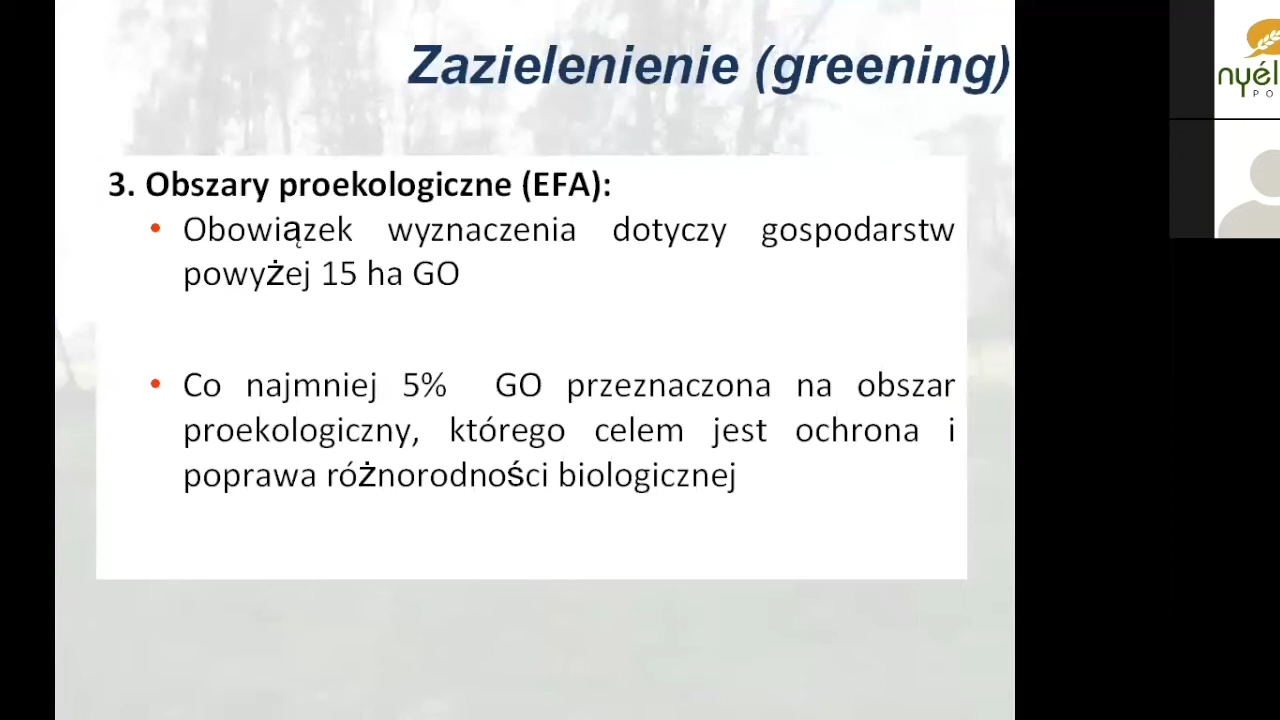 Zazielenienie (greening)
3. Obszary proekologiczne (EFA):
• Obowiązek wyznaczenia dotyczy gospodarstw
powyżej 15 ha GO
• Co najmniej 5% GO przeznaczona na obszar
proekologiczny, którego celem jest ochrona i
poprawa różnorodności biologicznej
nyél
PO